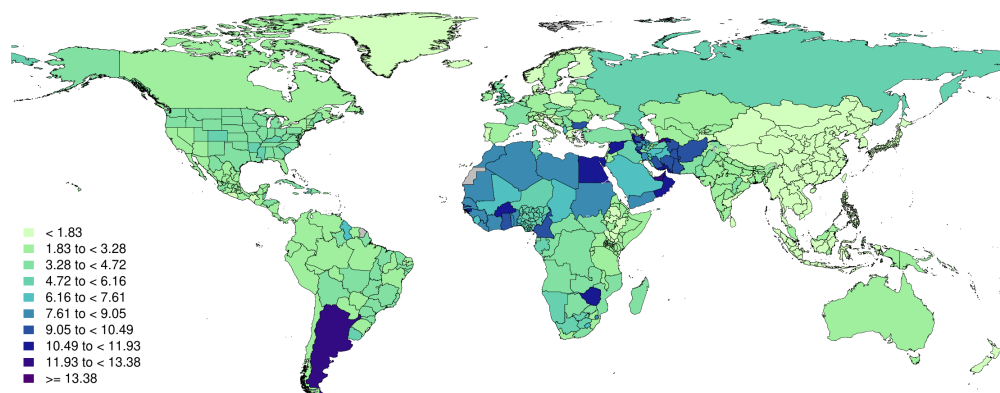 < 1.83
1.83 to < 3.28
3.28 to < 4.72
4.72 to < 6.16
6.16 to < 7.61
7.61 to < 9.05
9.05 to < 10.49
10.49 to < 11.93
11.93 to < 13.38
>= 13.38